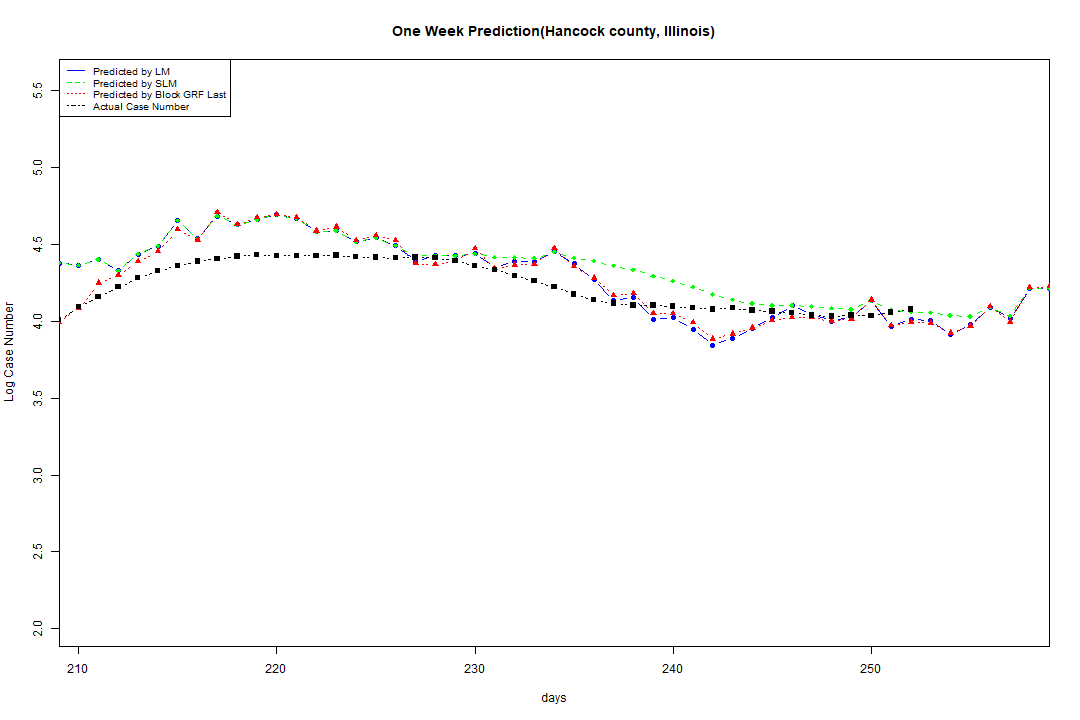 One Week Prediction(Hancock county, Illinois)
Predicted by LM
Predicted by SLM
Predicted by Block GRF Last
Actual Case Number
5.5
5.0
4.5
4.0
3.5
3.0
2.5
2.0
Log Case Number
210 220 230 240 250
days